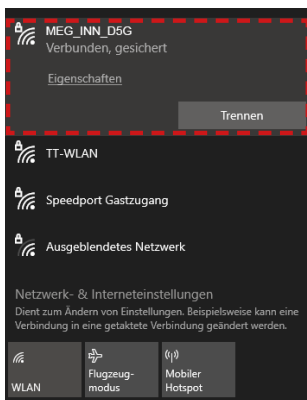 MEG_INN_D5G
Verbunden, gesichert
Eigenschaften
Trennen
TT-WLAN
Speedport Gastzugang
Ausgeblendetes Netzwerk
Netzwerk- & Interneteinstellungen
Dient zum Ändern von Einstellungen. Beispielsweise kann eine
Verbindung in eine getaktete Verbindung geändert werden.
WLAN
Flugzeug-
modus
Mobiler
Hotspot